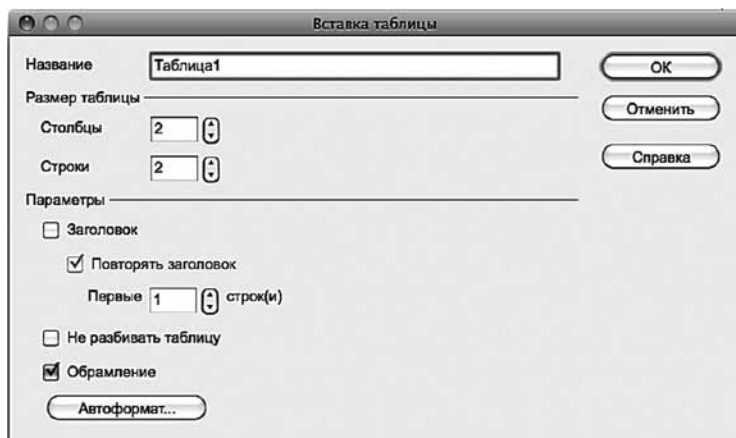 Вставка таблицы
Название Таблица1
ОК
Размер таблицы
Отменить
Столбцы 2
Строки 2
Справка
Параметры
Заголовок
Повторять заголовок
Первые 1 строк(и)
Не разбивать таблицу
Обрамление
Автоформат...